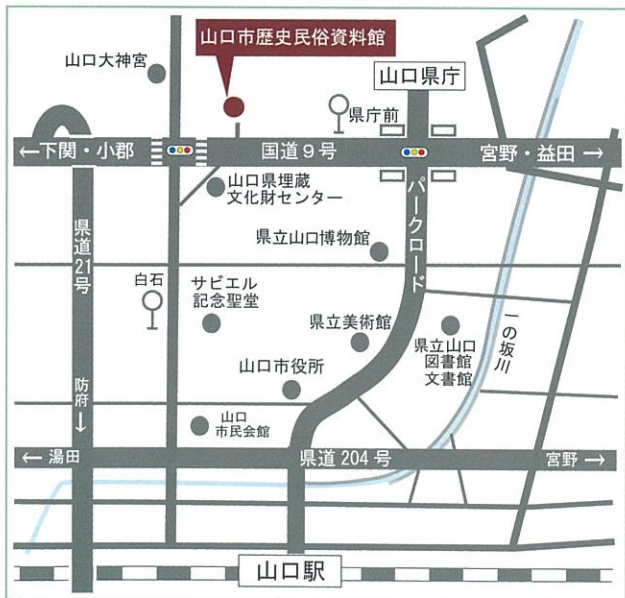 山口市歴史民俗資料館
山口大神宮
山口県庁
県庁前
←下関・小郡
国道9号
宮野・益田→
山口県埋蔵
文化財センター
パークロード
県道21号
県立山口博物館
白石
サビエル
記念聖堂
県立美術館
県立山口
図書館
文書館
一の坂川
山口市役所
防府→
山口
市民会館
←湯田
県道204号
宮野→
山口駅